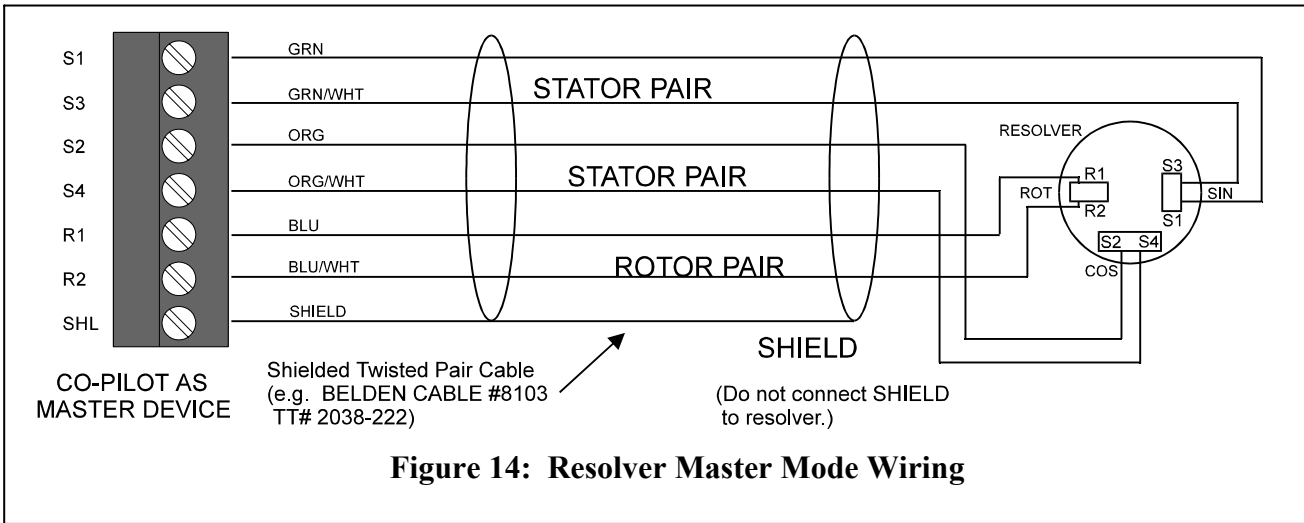 S1
GRN
S3
GRN/WHT
STATOR PAIR
S2
ORG
S4
ORG/WHT
STATOR PAIR
R1
BLU
R2
BLU/WHT
ROTOR PAIR
SHL
SHIELD
RESOLVER
R1
ROT
R2
S3
SIN
S1
S2 S4
COS
CO-PILOT AS
MASTER DEVICE
Shielded Twisted Pair Cable
(e.g. BELDEN CABLE #8103
TT# 2038-222)
SHIELD
(Do not connect SHIELD
to resolver.)
Figure 14: Resolver Master Mode Wiring